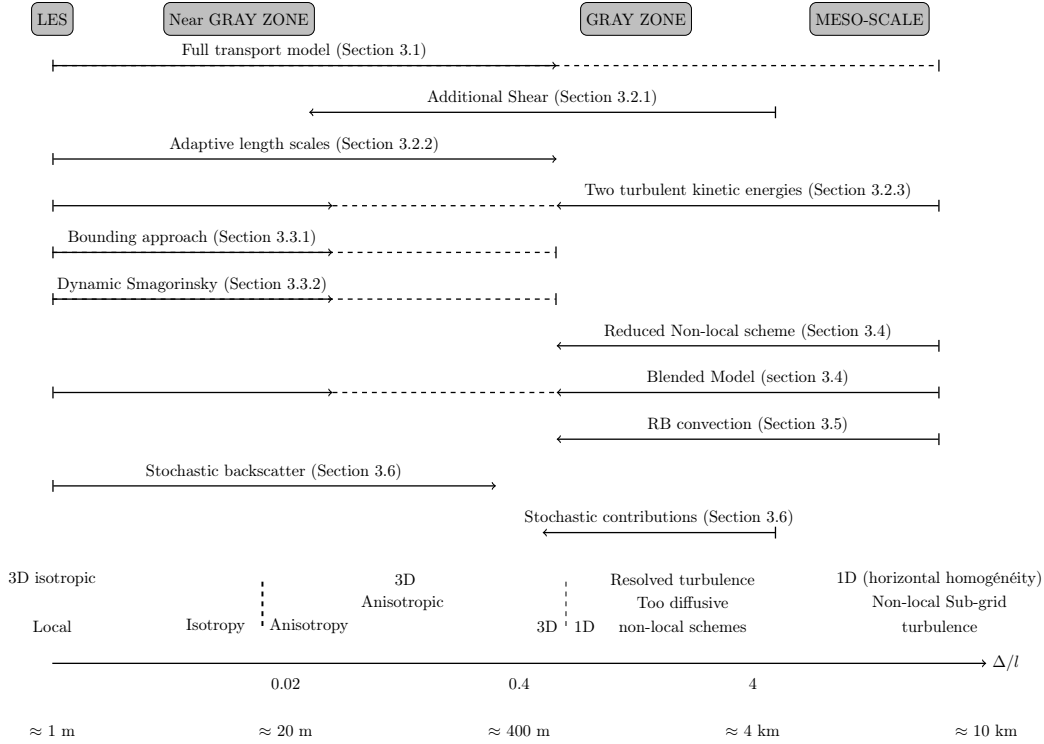 LES
Near GRAY ZONE
GRAY ZONE
MESO-SCALE
Full transport model (Section 3.1)
Additional Shear (Section 3.2.1)
Adaptive length scales (Section 3.2.2)
Two turbulent kinetic energies (Section 3.2.3)
Bounding approach (Section 3.3.1)
Dynamic Smagorinsky (Section 3.3.2)
Reduced Non-local scheme (Section 3.4)
Blended Model (section 3.4)
RB convection (Section 3.5)
Stochastic backscatter (Section 3.6)
Stochastic contributions (Section 3.6)
3D isotropic
Local
Isotropy
Anisotropy
3D
Anisotropic
3D
1D
Resolved turbulence
Too diffusive
non-local schemes
1D (horizontal homogénéity)
Non-local Sub-grid
turbulence
Δ/l
0.02
0.4
4
≈ 1 m
≈ 20 m
≈ 400 m
≈ 4 km
≈ 10 km